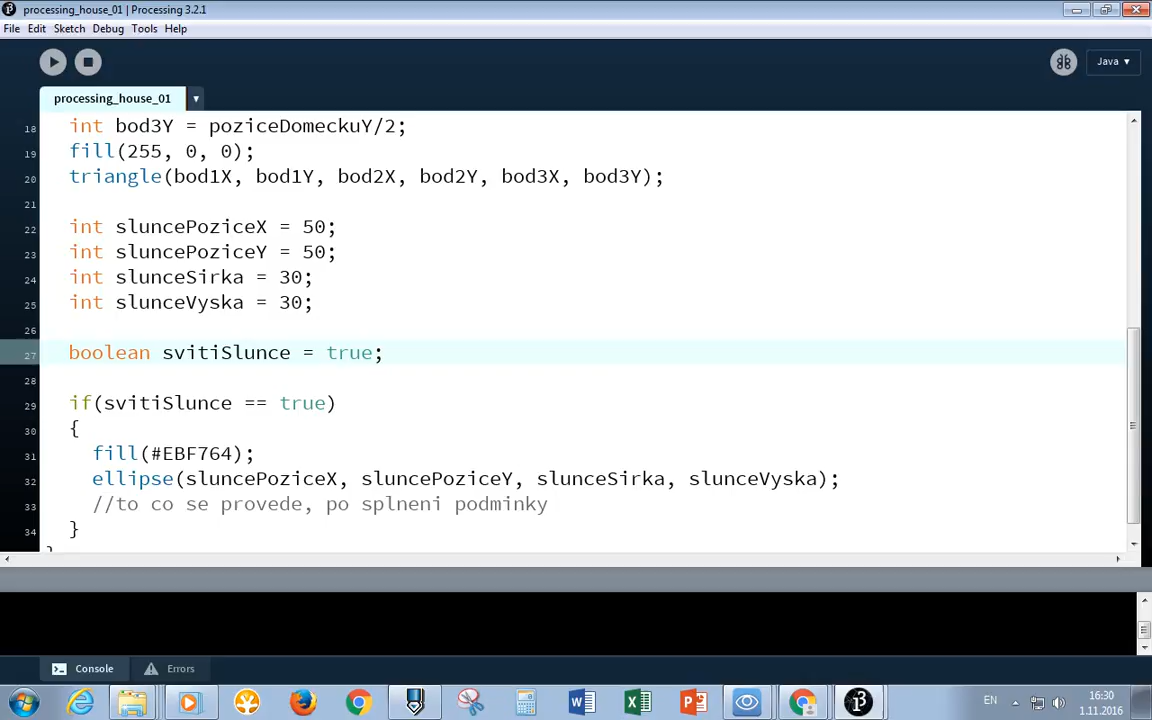 processing_house_01 | Processing 3.2.1
File Edit Sketch Debug Tools Help
Java ▾
processing_house_01 ▾
18 int bod3Y = poziceDomeckuY/2;
19 fill(255, 0, 0);
20 triangle(bod1X, bod1Y, bod2X, bod2Y, bod3X, bod3Y);
21
22 int sluncePoziceX = 50;
23 int sluncePoziceY = 50;
24 int slunceSirka = 30;
25 int slunceVyska = 30;
26
27 boolean svitiSlunce = true;
28
29 if(svitiSlunce == true)
30 {
31 fill(#EBF764);
32 ellipse(sluncePoziceX, sluncePoziceY, slunceSirka, slunceVyska);
33 //to co se provede, po splneni podminky
34 }
Console Errors
EN
16:30
1.11.2016